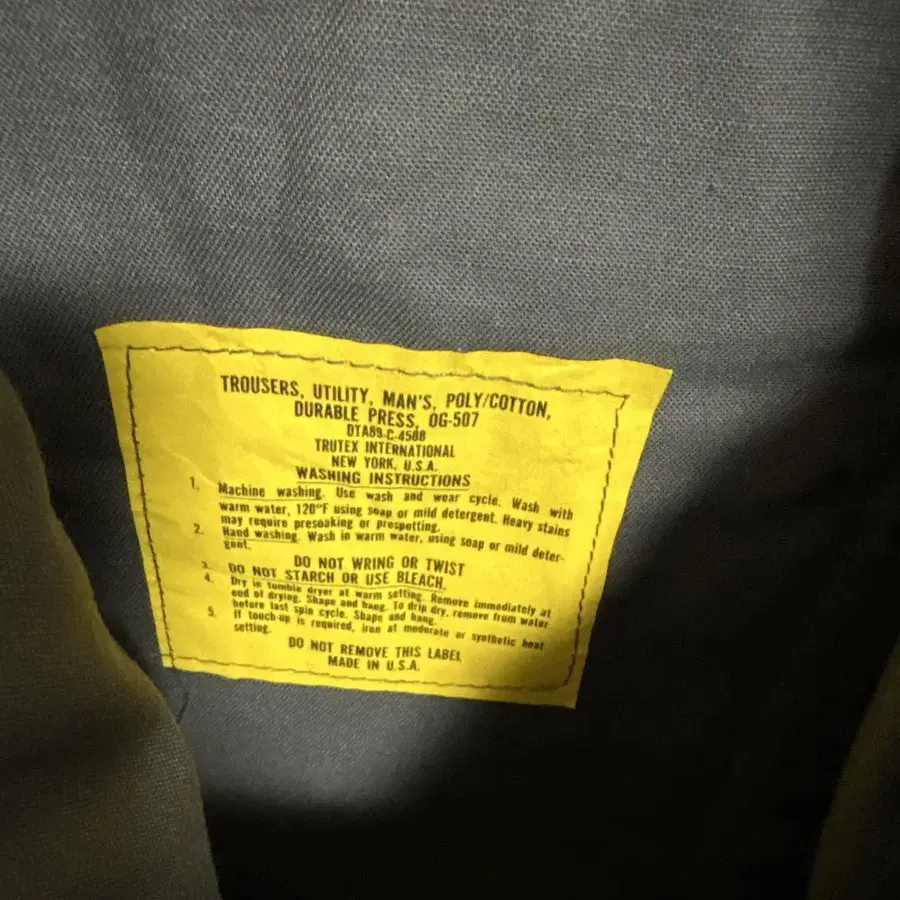 TROUSERS, UTILITY, MAN'S, POLY/COTTON,
DURABLE PRESS, OG-507
DTA89-C-4588
TRUTEX INTERNATIONAL
NEW YORK, U.S.A.
WASHING INSTRUCTIONS
1. Machine washing. Use wash and wear cycle. Wash with
warm water, 120°F using soap or mild detergent. Heavy stains
may require presoaking or prespotting.
2. Hand washing. Wash in warm water, using soap or mild deter-
gent.
DO NOT WRING OR TWIST
3. DO NOT STARCH OR USE BLEACH.
4. Dry in tumble dryer at warm setting. Remove immediately at
end of drying. Shape and hang. To drip dry, remove from water
before last spin cycle. Shape and hang.
5. If touch-up is required, iron at moderate or synthetic heat
setting.
DO NOT REMOVE THIS LABEL
MADE IN U.S.A.